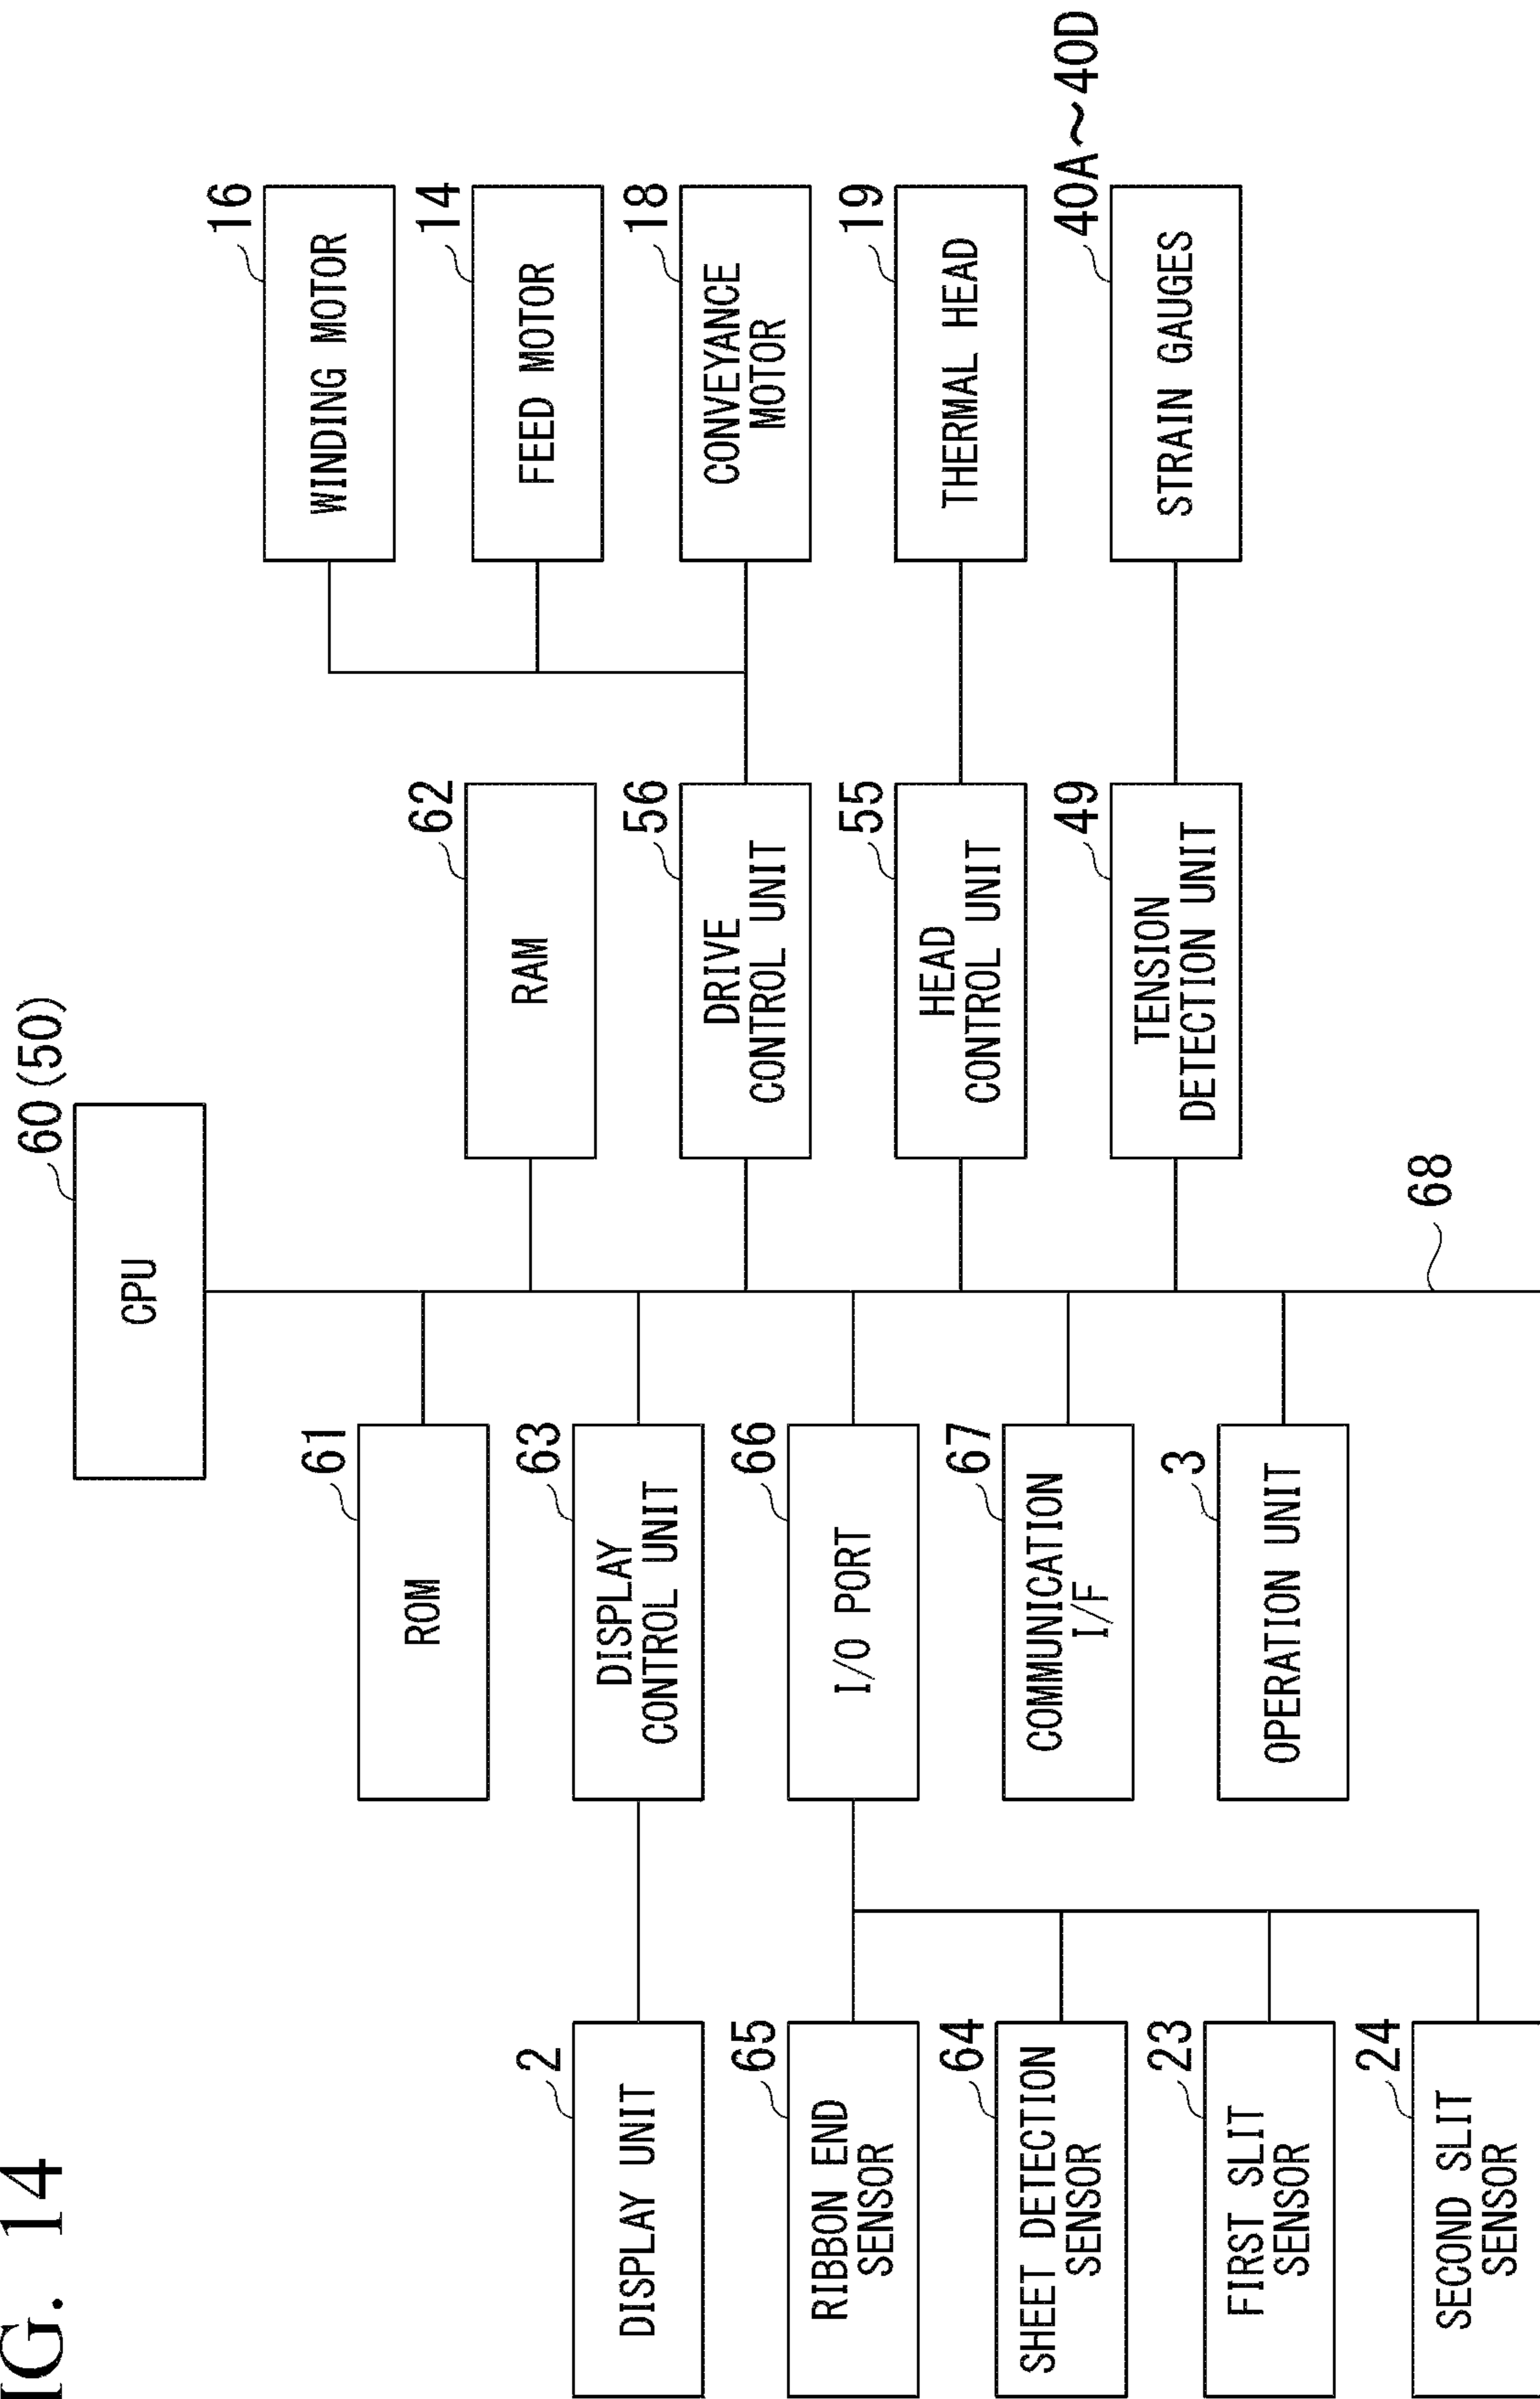 IG. 14
60(50)
CPU
61
ROM
62
RAM
16
WINDING MOTOR
14
FEED MOTOR
2
DISPLAY UNIT
63
DISPLAY
CONTROL UNIT
56
DRIVE
CONTROL UNIT
18
CONVEYANCE
MOTOR
65
RIBBON END
SENSOR
66
I/O PORT
55
HEAD
CONTROL UNIT
19
THERMAL HEAD
64
SHEET DETECTION
SENSOR
67
COMMUNICATION
I/F
49
TENSION
DETECTION UNIT
40A~40D
STRAIN GAUGES
23
FIRST SLIT
SENSOR
3
OPERATION UNIT
24
SECOND SLIT
SENSOR
68